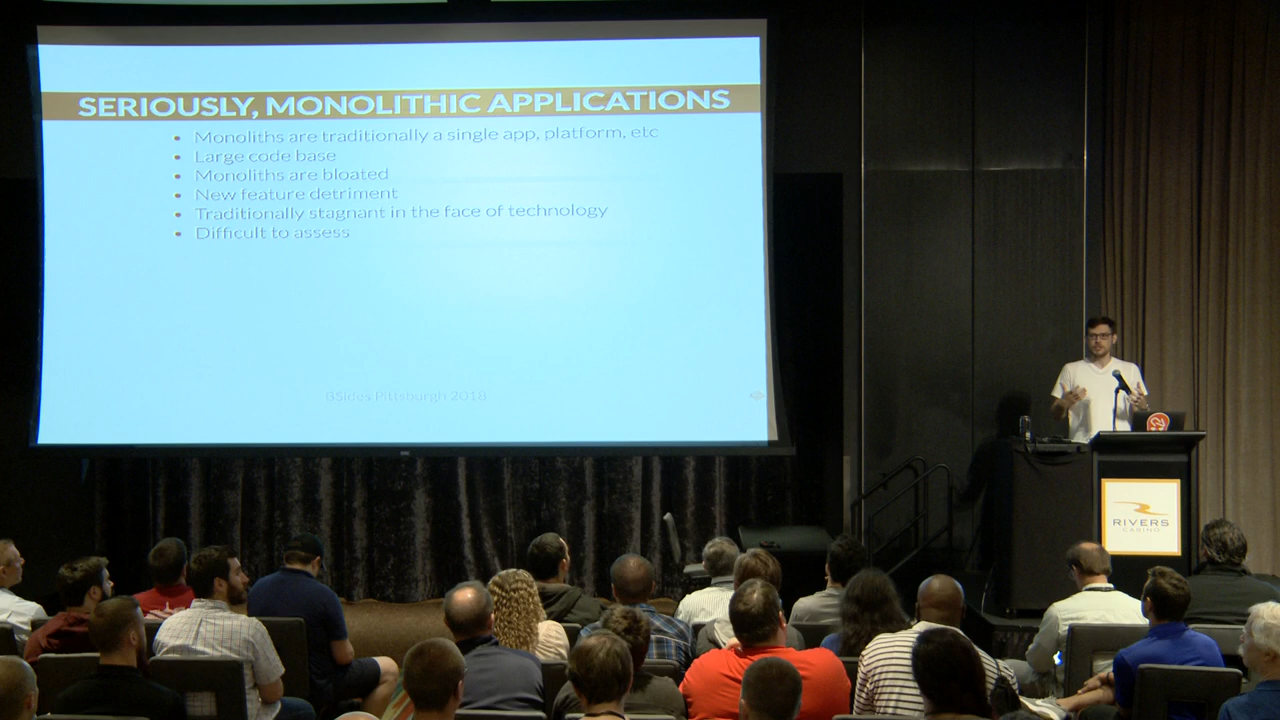 SERIOUSLY, MONOLITHIC APPLICATIONS
• Monoliths are traditionally a single app, platform, etc
• Large code base
• Monoliths are bloated
• New feature detriment
• Traditionally stagnant in the face of technology
• Difficult to assess
BSides Pittsburgh 2018
RIVERS
CASINO